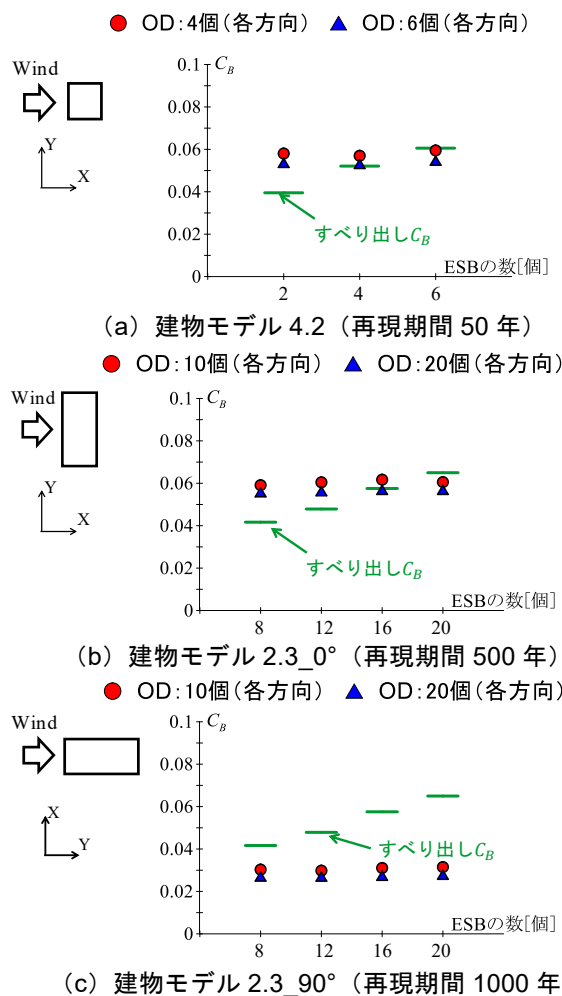 ● OD:4個(各方向) ▲ OD:6個(各方向)
Wind
Y
X
C_B
0.1
0.08
0.06
0.04
0.02
0
すべり出しC_B
ESBの数[個]
2 4 6
(a) 建物モデル 4.2(再現期間 50 年)
● OD:10個(各方向) ▲ OD:20個(各方向)
Wind
Y
X
C_B
0.1
0.08
0.06
0.04
0.02
0
すべり出しC_B
ESBの数[個]
8 12 16 20
(b) 建物モデル 2.3_0°(再現期間 500 年)
● OD:10個(各方向) ▲ OD:20個(各方向)
Wind
X
Y
C_B
0.1
0.08
0.06
0.04
0.02
0
すべり出しC_B
ESBの数[個]
8 12 16 20
(c) 建物モデル 2.3_90°(再現期間 1000 年